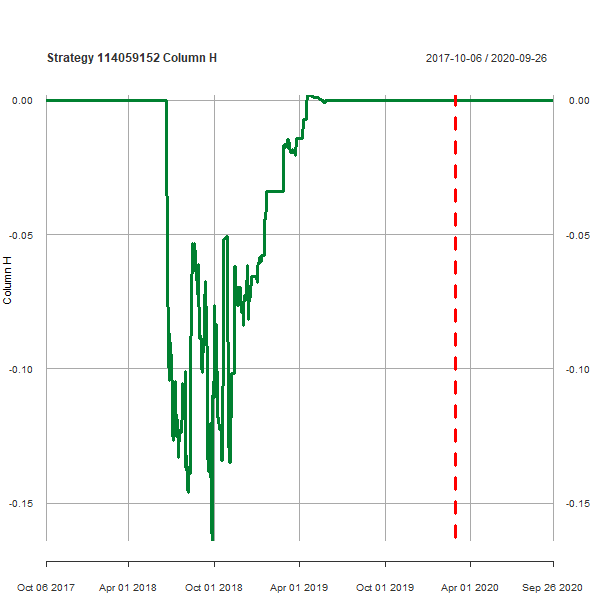 Strategy 114059152 Column H
2017-10-06 / 2020-09-26
0.00
0.00
-0.05
-0.05
Column H
-0.10
-0.10
-0.15
-0.15
Oct 06 2017
Apr 01 2018
Oct 01 2018
Apr 01 2019
Oct 01 2019
Apr 01 2020
Sep 26 2020